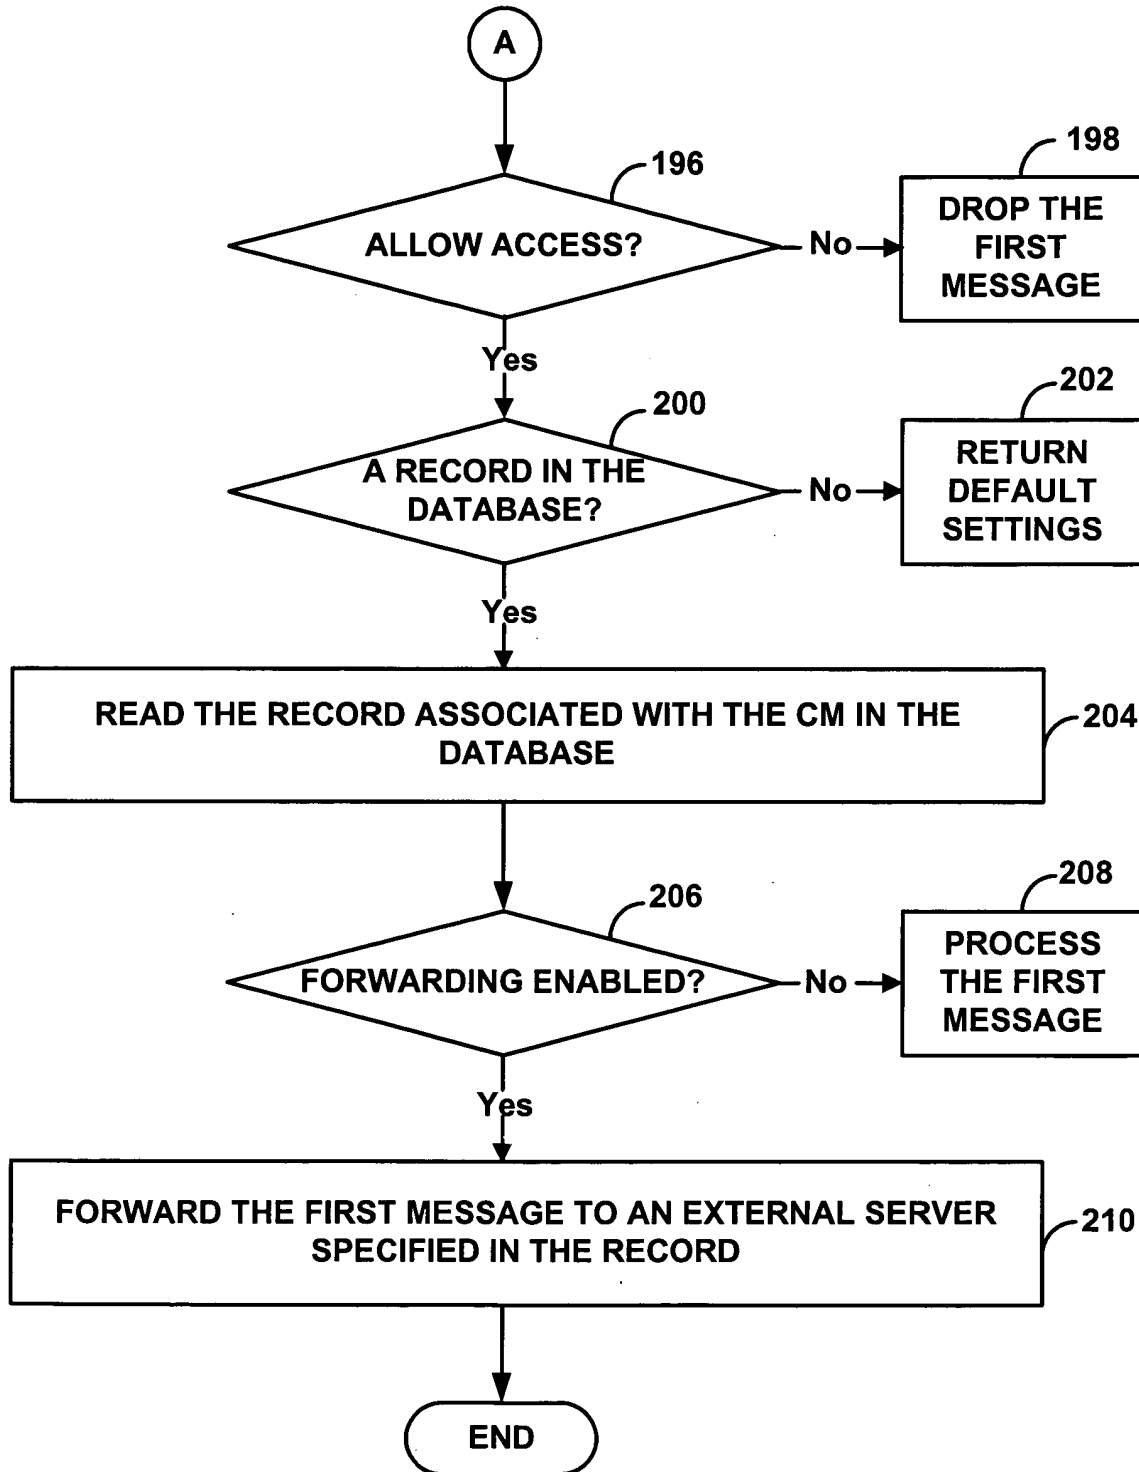 A
196
198
ALLOW ACCESS?
No
DROP THE
FIRST
MESSAGE
Yes
200
202
A RECORD IN THE
DATABASE?
No
RETURN
DEFAULT
SETTINGS
Yes
READ THE RECORD ASSOCIATED WITH THE CM IN THE
DATABASE
204
206
208
FORWARDING ENABLED?
No
PROCESS
THE FIRST
MESSAGE
Yes
FORWARD THE FIRST MESSAGE TO AN EXTERNAL SERVER
SPECIFIED IN THE RECORD
210
END